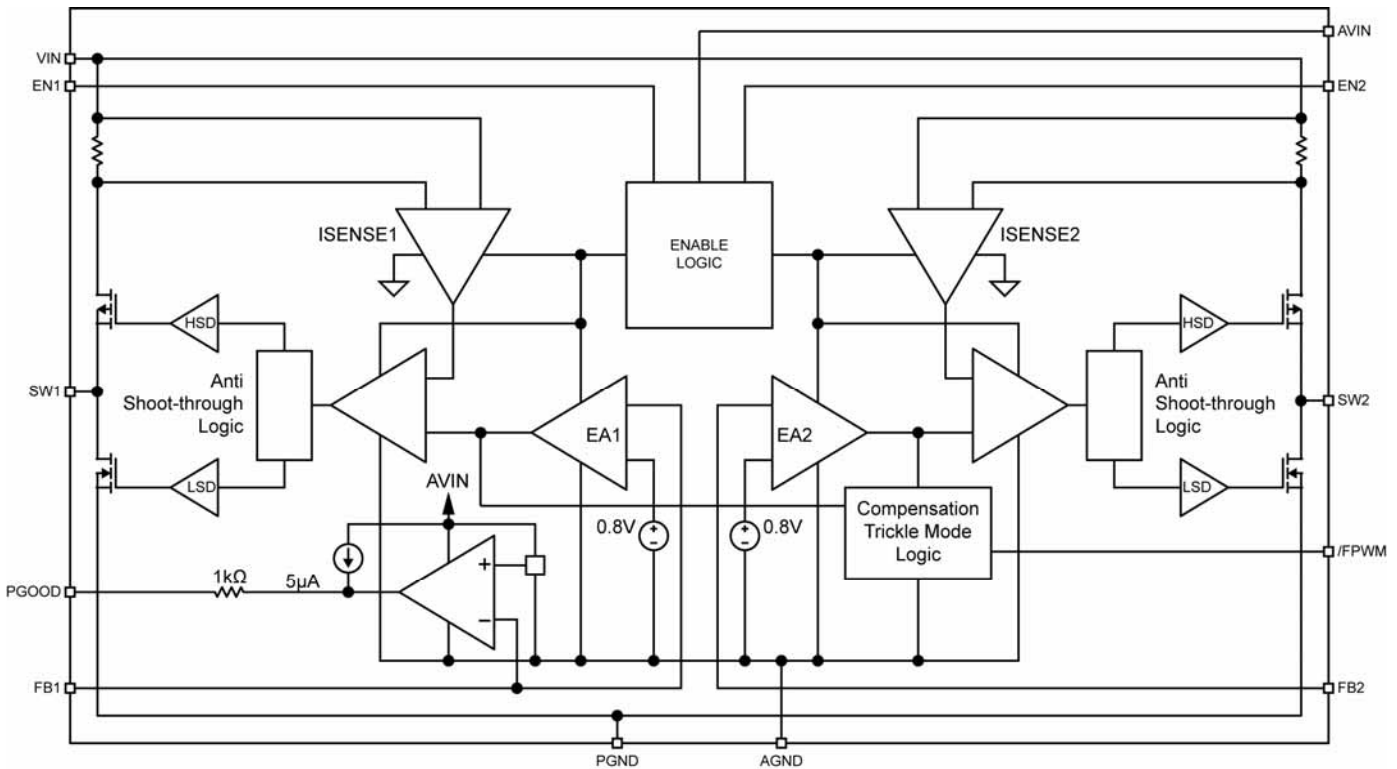 AVIN
VIN
EN1
EN2
ISENSE1
ENABLE
LOGIC
ISENSE2
HSD
HSD
Anti
Shoot-through
Logic
Anti
Shoot-through
Logic
SW1
SW2
EA1
EA2
LSD
LSD
AVIN
0.8V
+
-
+
-
0.8V
Compensation
Trickle Mode
Logic
/FPWM
+
−
1kΩ
5µA
PGOOD
FB1
FB2
PGND
AGND